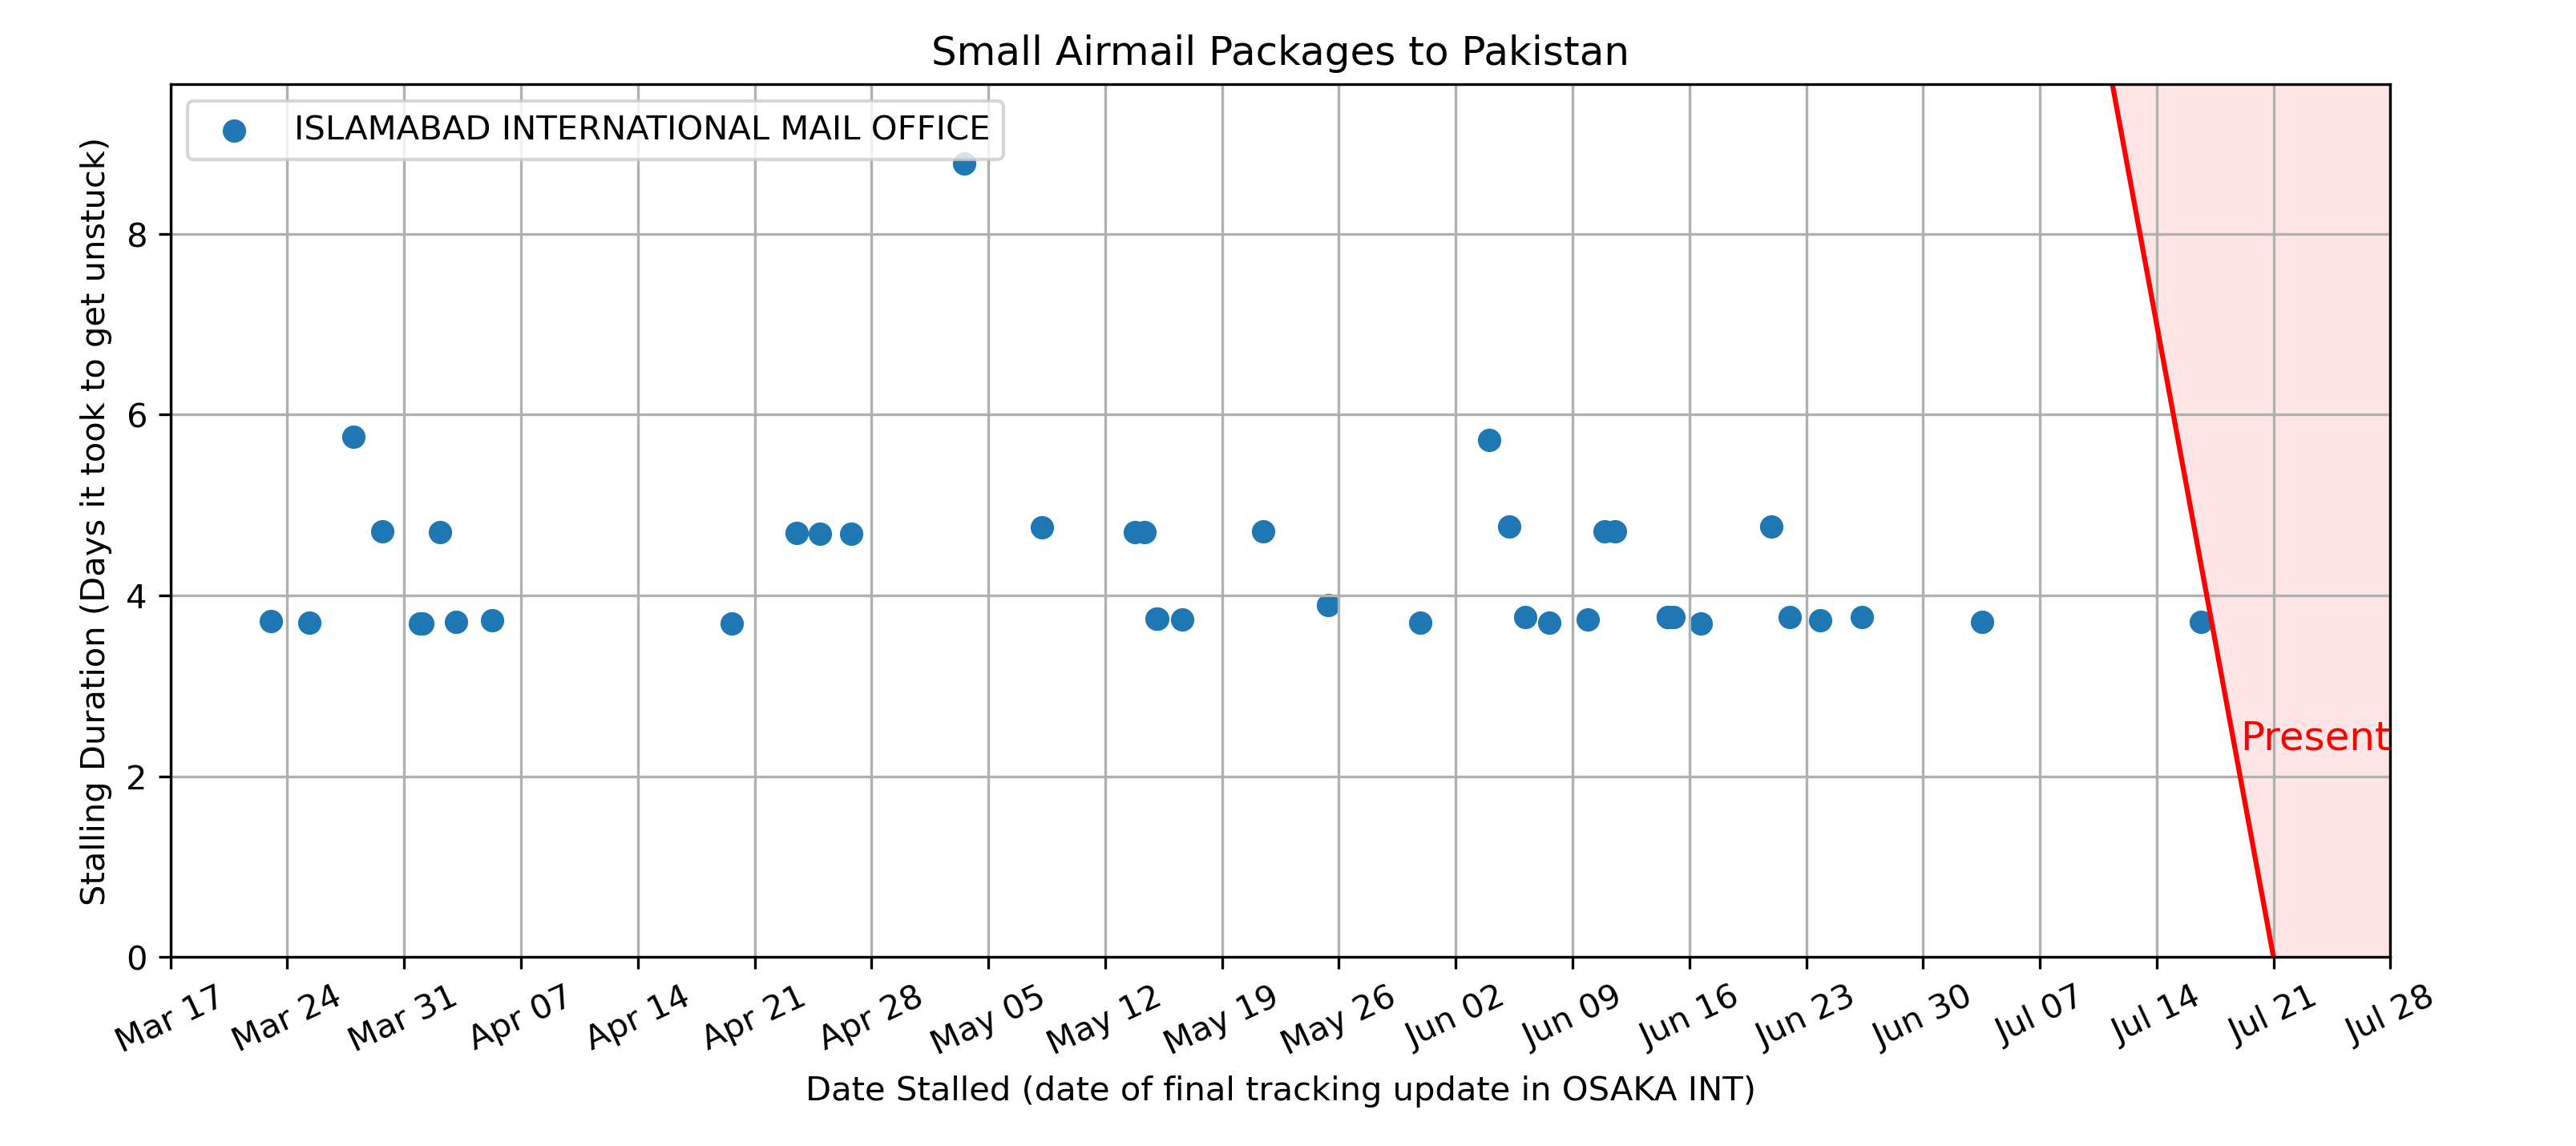 Small Airmail Packages to Pakistan
ISLAMABAD INTERNATIONAL MAIL OFFICE
Stalling Duration (Days it took to get unstuck)
8
6
4
2
0
Present
Mar 17
Mar 24
Mar 31
Apr 07
Apr 14
Apr 21
Apr 28
May 05
May 12
May 19
May 26
Jun 02
Jun 09
Jun 16
Jun 23
Jun 30
Jul 07
Jul 14
Jul 21
Jul 28
Date Stalled (date of final tracking update in OSAKA INT)